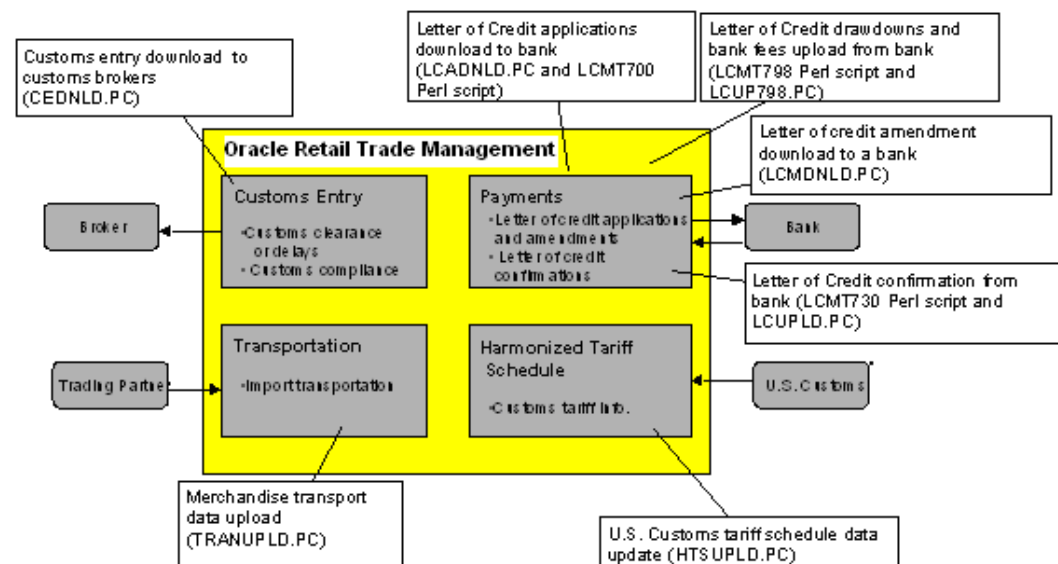 Customs entry download to
customs brokers
(CEDNLD.PC)
Letter of Credit applications
download to bank
(LCADNLD.PC and LCMT700
Perl script)
Letter of Credit drawdowns and
bank fees upload from bank
(LCMT798 Perl script and
LCUP798.PC)
Letter of credit amendment
download to a bank
(LCMDNLD.PC)
Oracle Retail Trade Management
Customs Entry
•Customs clearance
or delays
• Customs compliance
Payments
•Letter of credit applications
and amendments
• Letter of credit
confirmations
Broker
Bank
Letter of Credit confirmation from
bank (LCMT730 Perl script and
LCUPLD.PC)
Transportation
•Import transportation
Harmonized Tariff
Schedule
•Customs tariff info.
Trading Partne
U.S. Customs
Merchandise transport
data upload
(TRANUPLD.PC)
U.S. Customs tariff schedule data
update (HTSUPLD.PC)